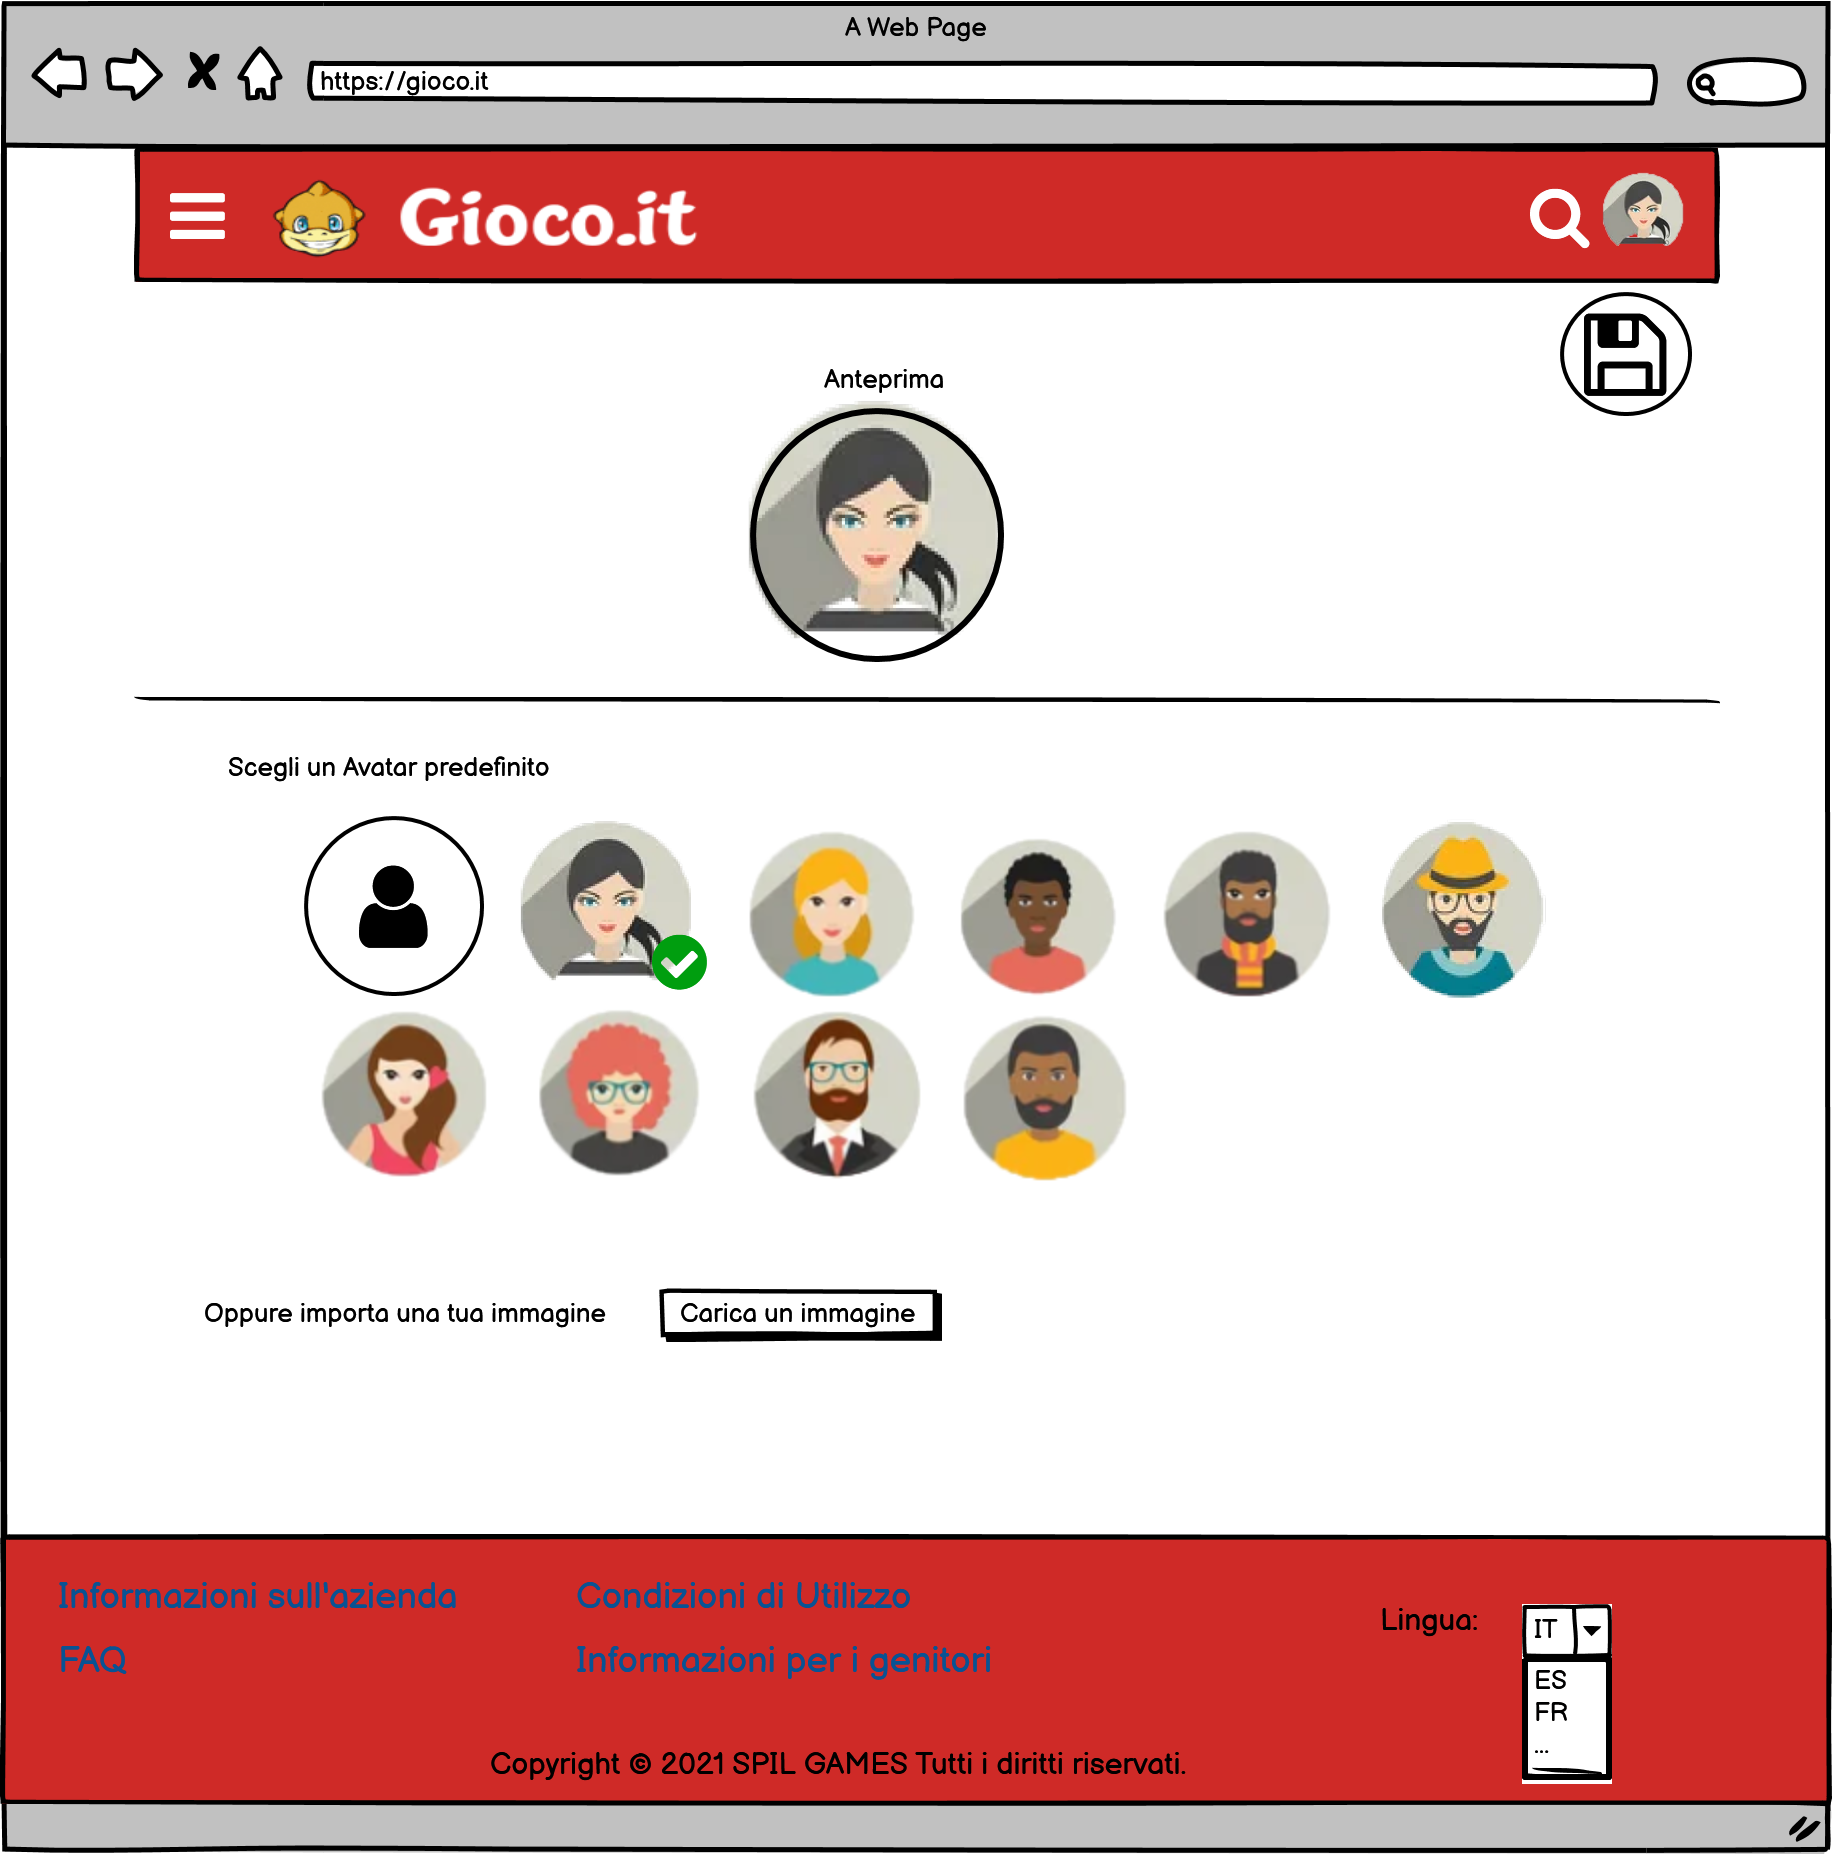 A Web Page
https://gioco.it
Gioco.it
Anteprima
Scegli un Avatar predefinito
Oppure importa una tua immagine
Carica un immagine
Informazioni sull'azienda
Condizioni di Utilizzo
Lingua:
IT
FAQ
Informazioni per i genitori
ES
FR
...
Copyright © 2021 SPIL GAMES Tutti i diritti riservati.